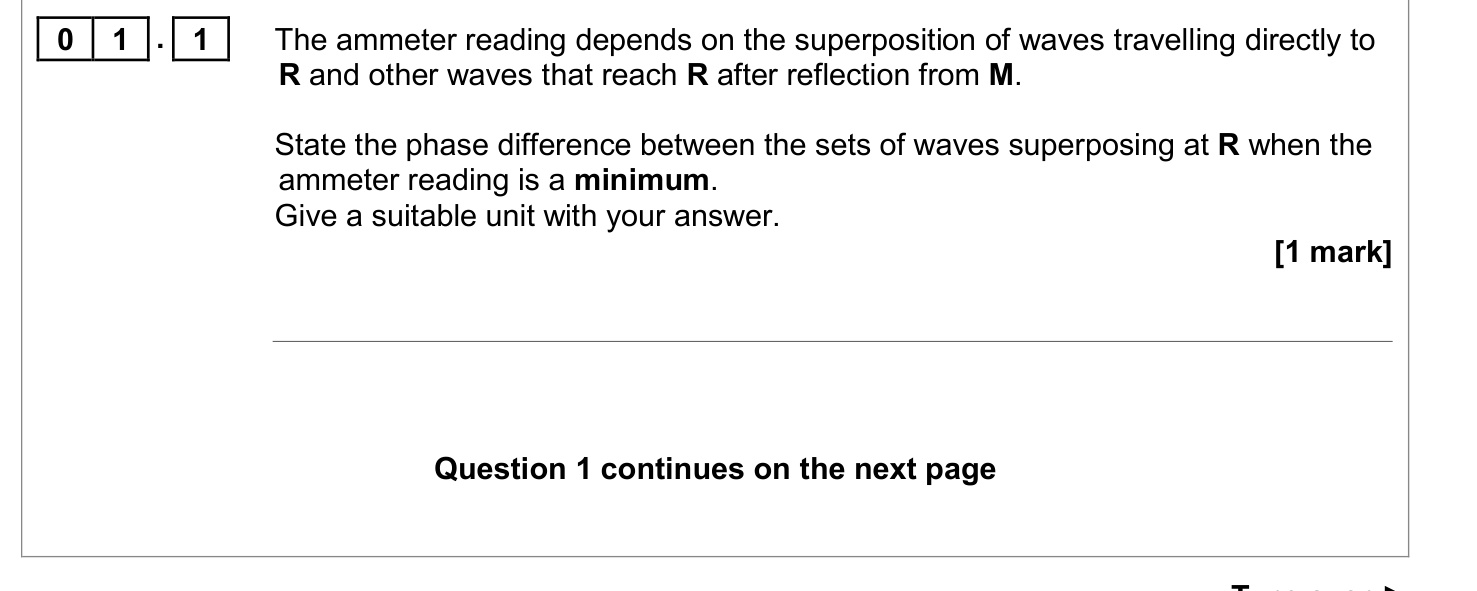 0 1 . 1 The ammeter reading depends on the superposition of waves travelling directly to
R and other waves that reach R after reflection from M.
State the phase difference between the sets of waves superposing at R when the
ammeter reading is a minimum.
Give a suitable unit with your answer.
[1 mark]
Question 1 continues on the next page